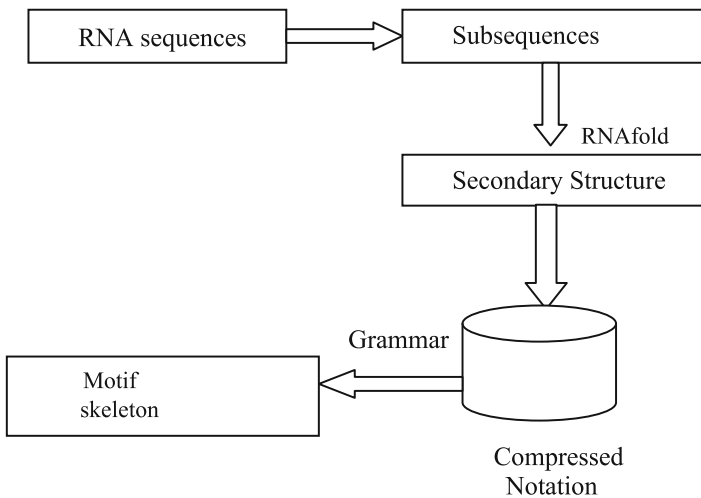 RNA sequences
Subsequences
RNAfold
Secondary Structure
Grammar
Motif
skeleton
Compressed
Notation